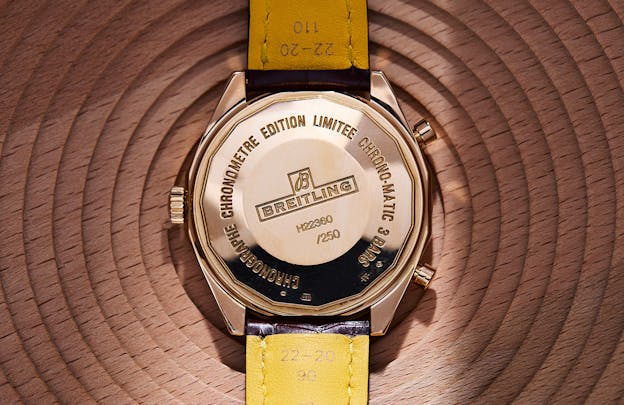 110
22-20
CHRONOGRAPHE CHRONOMETRE EDITION LIMITEE CHRONO-MATIC 3 BARS
B
BREITLING
H22360
/250
22-20
90